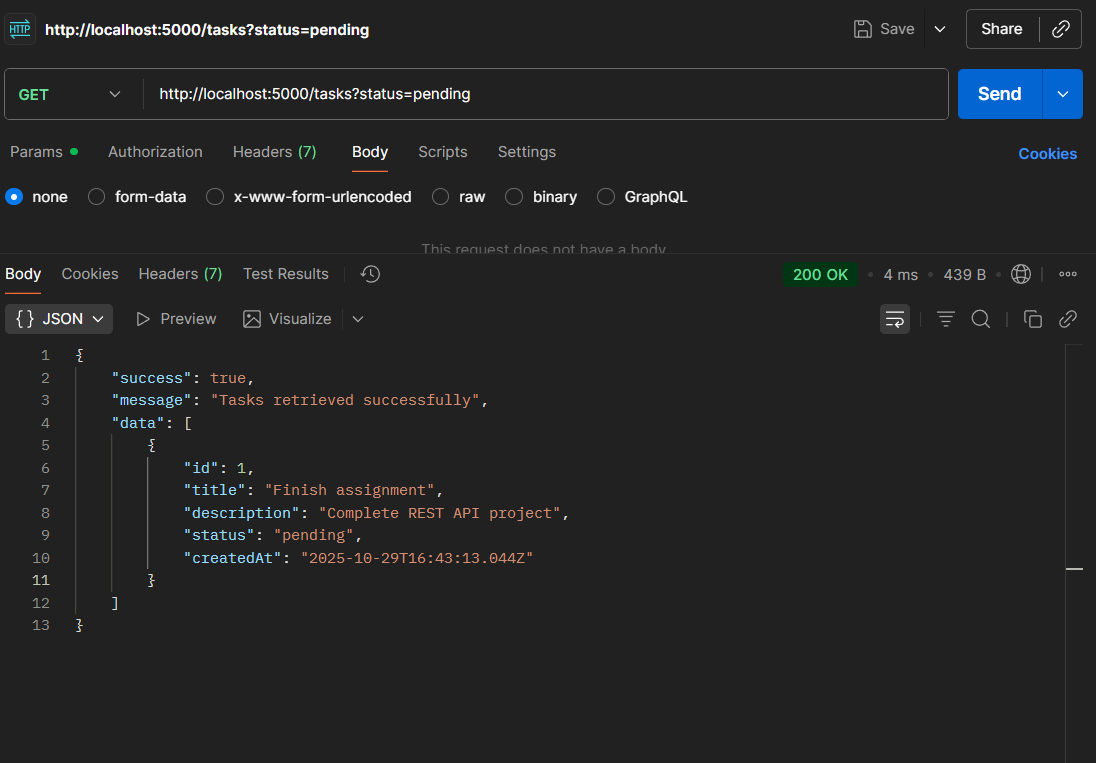 HTTP http://localhost:5000/tasks?status=pending Save Share
GET http://localhost:5000/tasks?status=pending Send
Params Authorization Headers (7) Body Scripts Settings Cookies
none form-data x-www-form-urlencoded raw binary GraphQL
This request does not have a body
Body Cookies Headers (7) Test Results 200 OK • 4 ms • 439 B •
{} JSON Preview Visualize
1 {
2 "success": true,
3 "message": "Tasks retrieved successfully",
4 "data": [
5 {
6 "id": 1,
7 "title": "Finish assignment",
8 "description": "Complete REST API project",
9 "status": "pending",
10 "createdAt": "2025-10-29T16:43:13.044Z"
11 }
12 ]
13 }